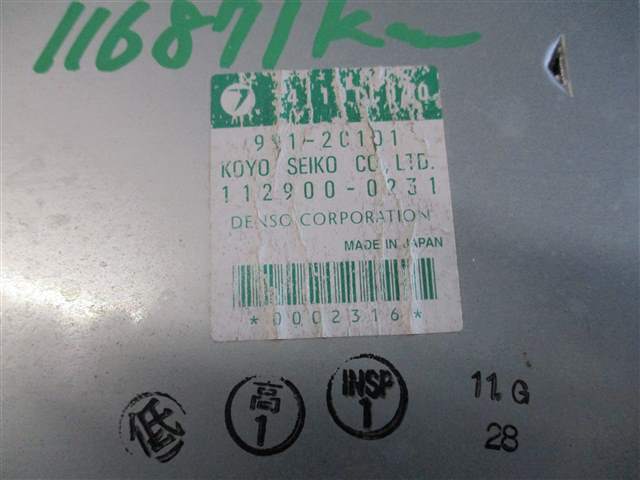 116871K
991-20101
KOYO SEIKO CO., LTD.
112900-0231
DENSO CORPORATION
MADE IN JAPAN
*0002316*
低
高
1
INSP
1
11.G
28